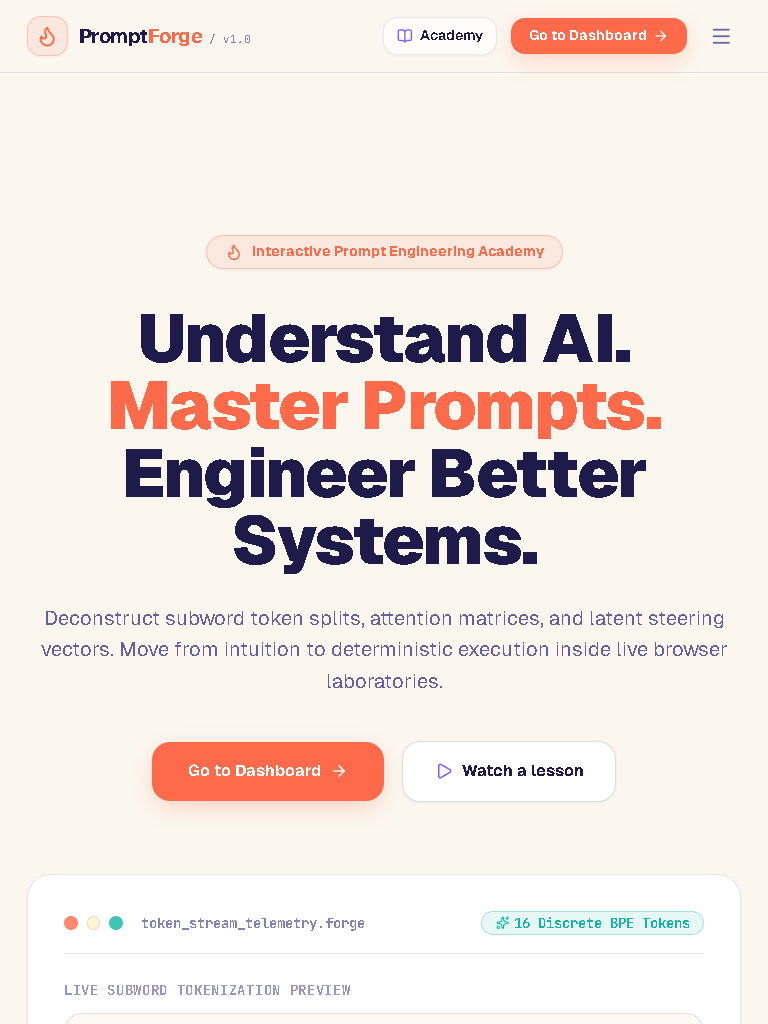 PromptForge / v1.0
Academy
Go to Dashboard
Interactive Prompt Engineering Academy
Understand AI.
Master Prompts.
Engineer Better
Systems.
Deconstruct subword token splits, attention matrices, and latent steering
vectors. Move from intuition to deterministic execution inside live browser
laboratories.
Go to Dashboard
Watch a lesson
token_stream_telemetry.forge
16 Discrete BPE Tokens
LIVE SUBWORD TOKENIZATION PREVIEW